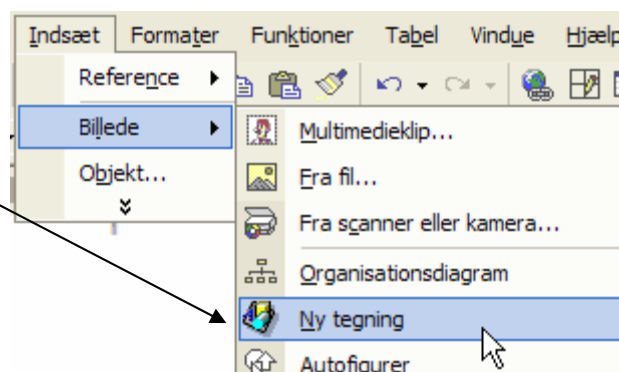 Indsæt Formater Funktioner Tabel Vindue Hjælp
Reference
Billede
Objekt...
Multimedieklip...
Fra fil...
Fra scanner eller kamera...
Organisationsdiagram
Ny tegning
Autofigurer